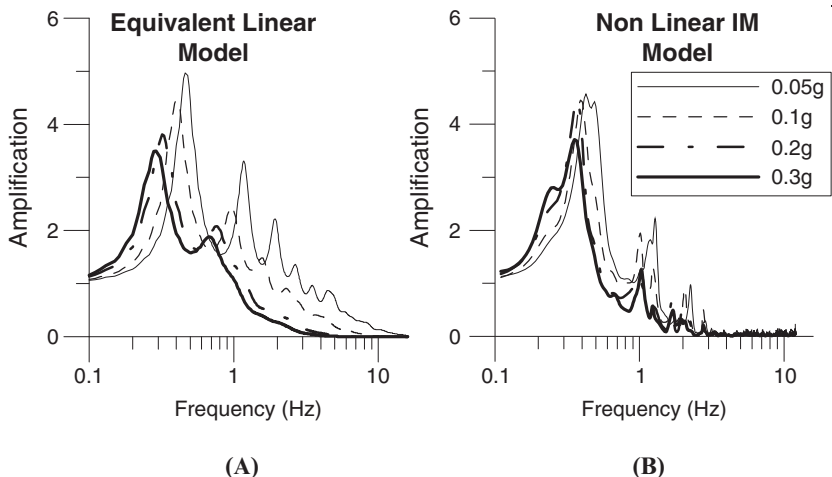 Equivalent Linear
Model
6
4
2
0
Amplification
0.1
1
10
Frequency (Hz)
(A)
Non Linear IM
Model
6
4
2
0
Amplification
0.05g
0.1g
0.2g
0.3g
0.1
1
10
Frequency (Hz)
(B)